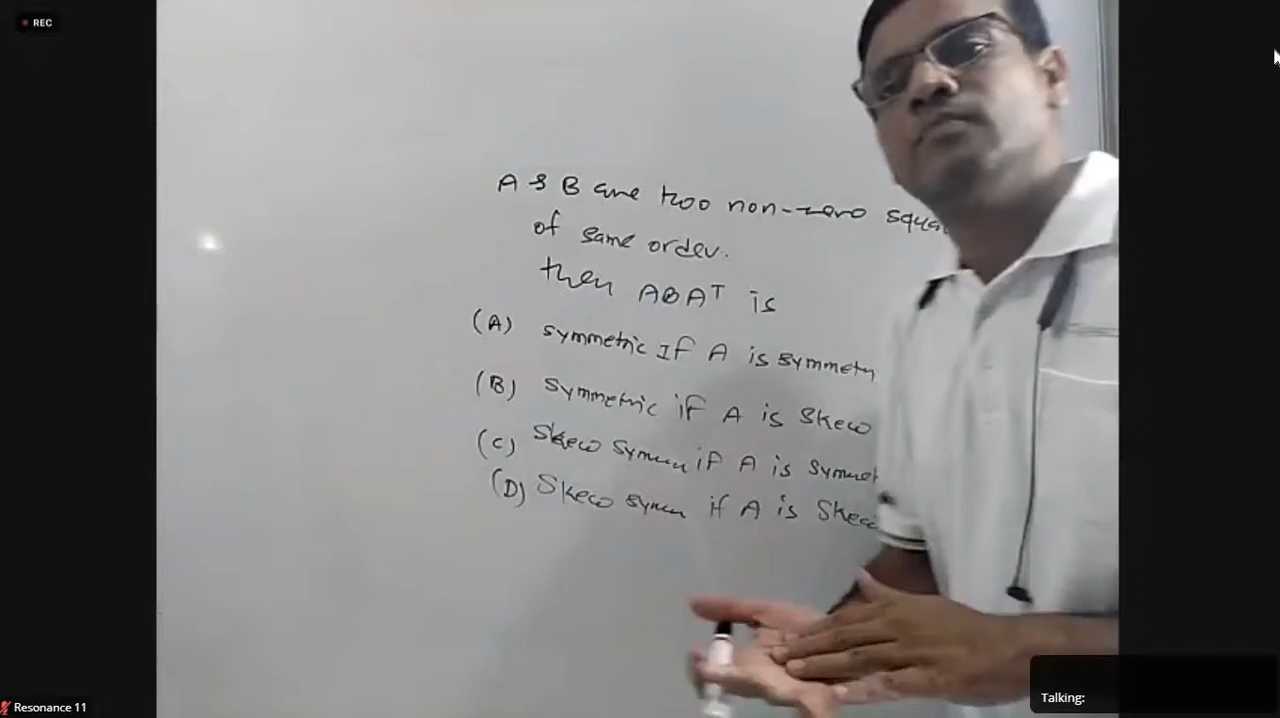 REC
A & B are two non-zero squa
of same order.
then ABAᵀ is
(A) symmetric If A is symmetr
(B) Symmetric if A is Skew
(C) Skew Symm if A is Symmet
(D) Skew symm if A is Skew
Resonance 11
Talking: